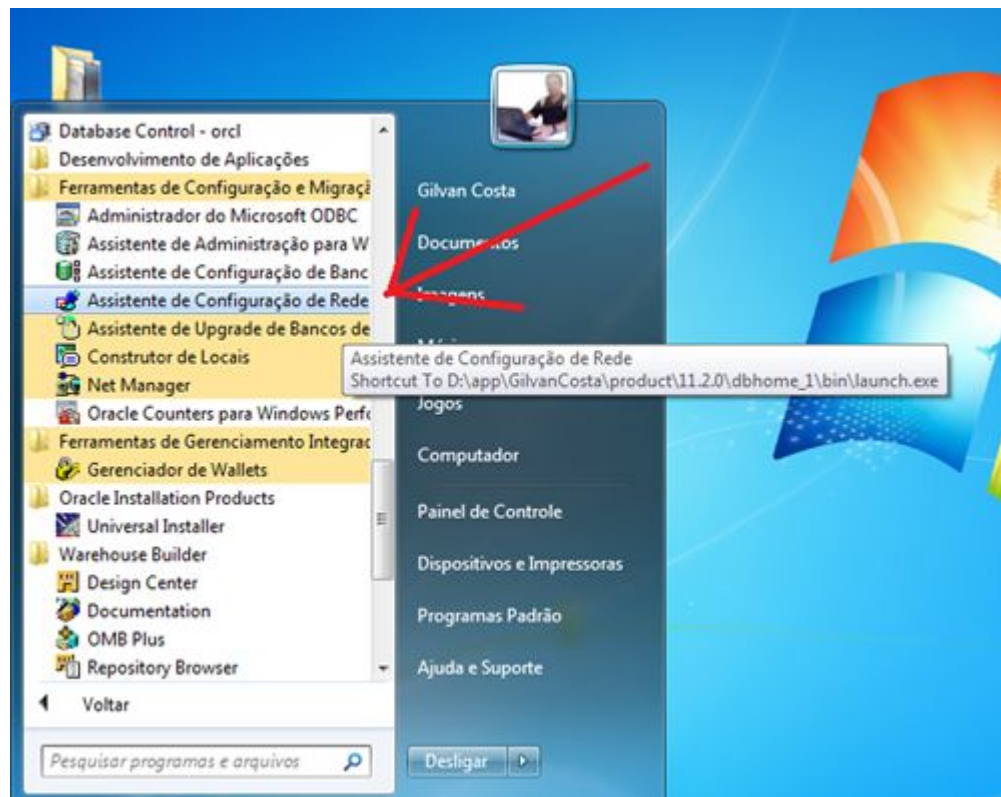 Database Control - orcl
Desenvolvimento de Aplicações
Ferramentas de Configuração e Migraçã
Administrador do Microsoft ODBC
Assistente de Administração para W
Assistente de Configuração de Banc
Assistente de Configuração de Rede
Assistente de Upgrade de Bancos de
Construtor de Locais
Net Manager
Oracle Counters para Windows Perfo
Ferramentas de Gerenciamento Integrad
Gerenciador de Wallets
Oracle Installation Products
Universal Installer
Warehouse Builder
Design Center
Documentation
OMB Plus
Repository Browser
Voltar
Pesquisar programas e arquivos
Gilvan Costa
Documentos
Imagens
Assistente de Configuração de Rede
Shortcut To D:\app\GilvanCosta\product\11.2.0\dbhome_1\bin\launch.exe
Jogos
Computador
Painel de Controle
Dispositivos e Impressoras
Programas Padrão
Ajuda e Suporte
Desligar